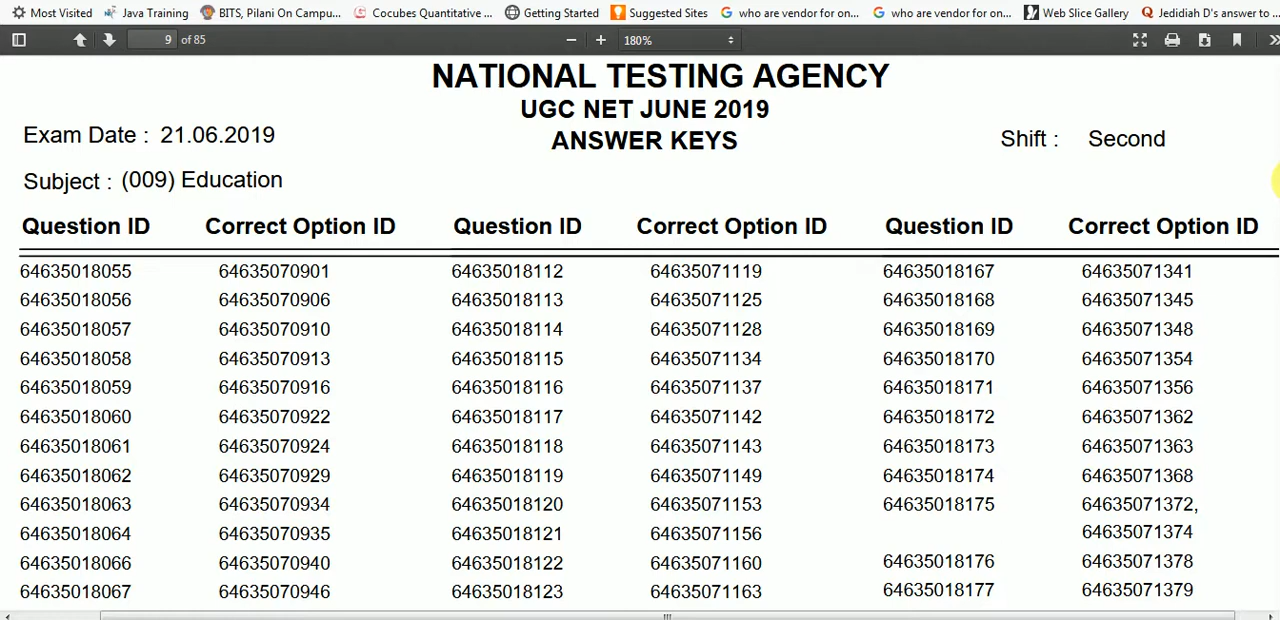 Most Visited Java Training BITS, Pilani On Campu... Cocubes Quantitative ... Getting Started Suggested Sites who are vendor for on... who are vendor for on... Web Slice Gallery Jedidiah D's answer to ...
9 of 85 180%
NATIONAL TESTING AGENCY
UGC NET JUNE 2019
Exam Date : 21.06.2019 ANSWER KEYS Shift : Second
Subject : (009) Education
Question ID Correct Option ID Question ID Correct Option ID Question ID Correct Option ID
64635018055 64635070901 64635018112 64635071119 64635018167 64635071341
64635018056 64635070906 64635018113 64635071125 64635018168 64635071345
64635018057 64635070910 64635018114 64635071128 64635018169 64635071348
64635018058 64635070913 64635018115 64635071134 64635018170 64635071354
64635018059 64635070916 64635018116 64635071137 64635018171 64635071356
64635018060 64635070922 64635018117 64635071142 64635018172 64635071362
64635018061 64635070924 64635018118 64635071143 64635018173 64635071363
64635018062 64635070929 64635018119 64635071149 64635018174 64635071368
64635018063 64635070934 64635018120 64635071153 64635018175 64635071372,
64635018064 64635070935 64635018121 64635071156 64635071374
64635018066 64635070940 64635018122 64635071160 64635018176 64635071378
64635018067 64635070946 64635018123 64635071163 64635018177 64635071379